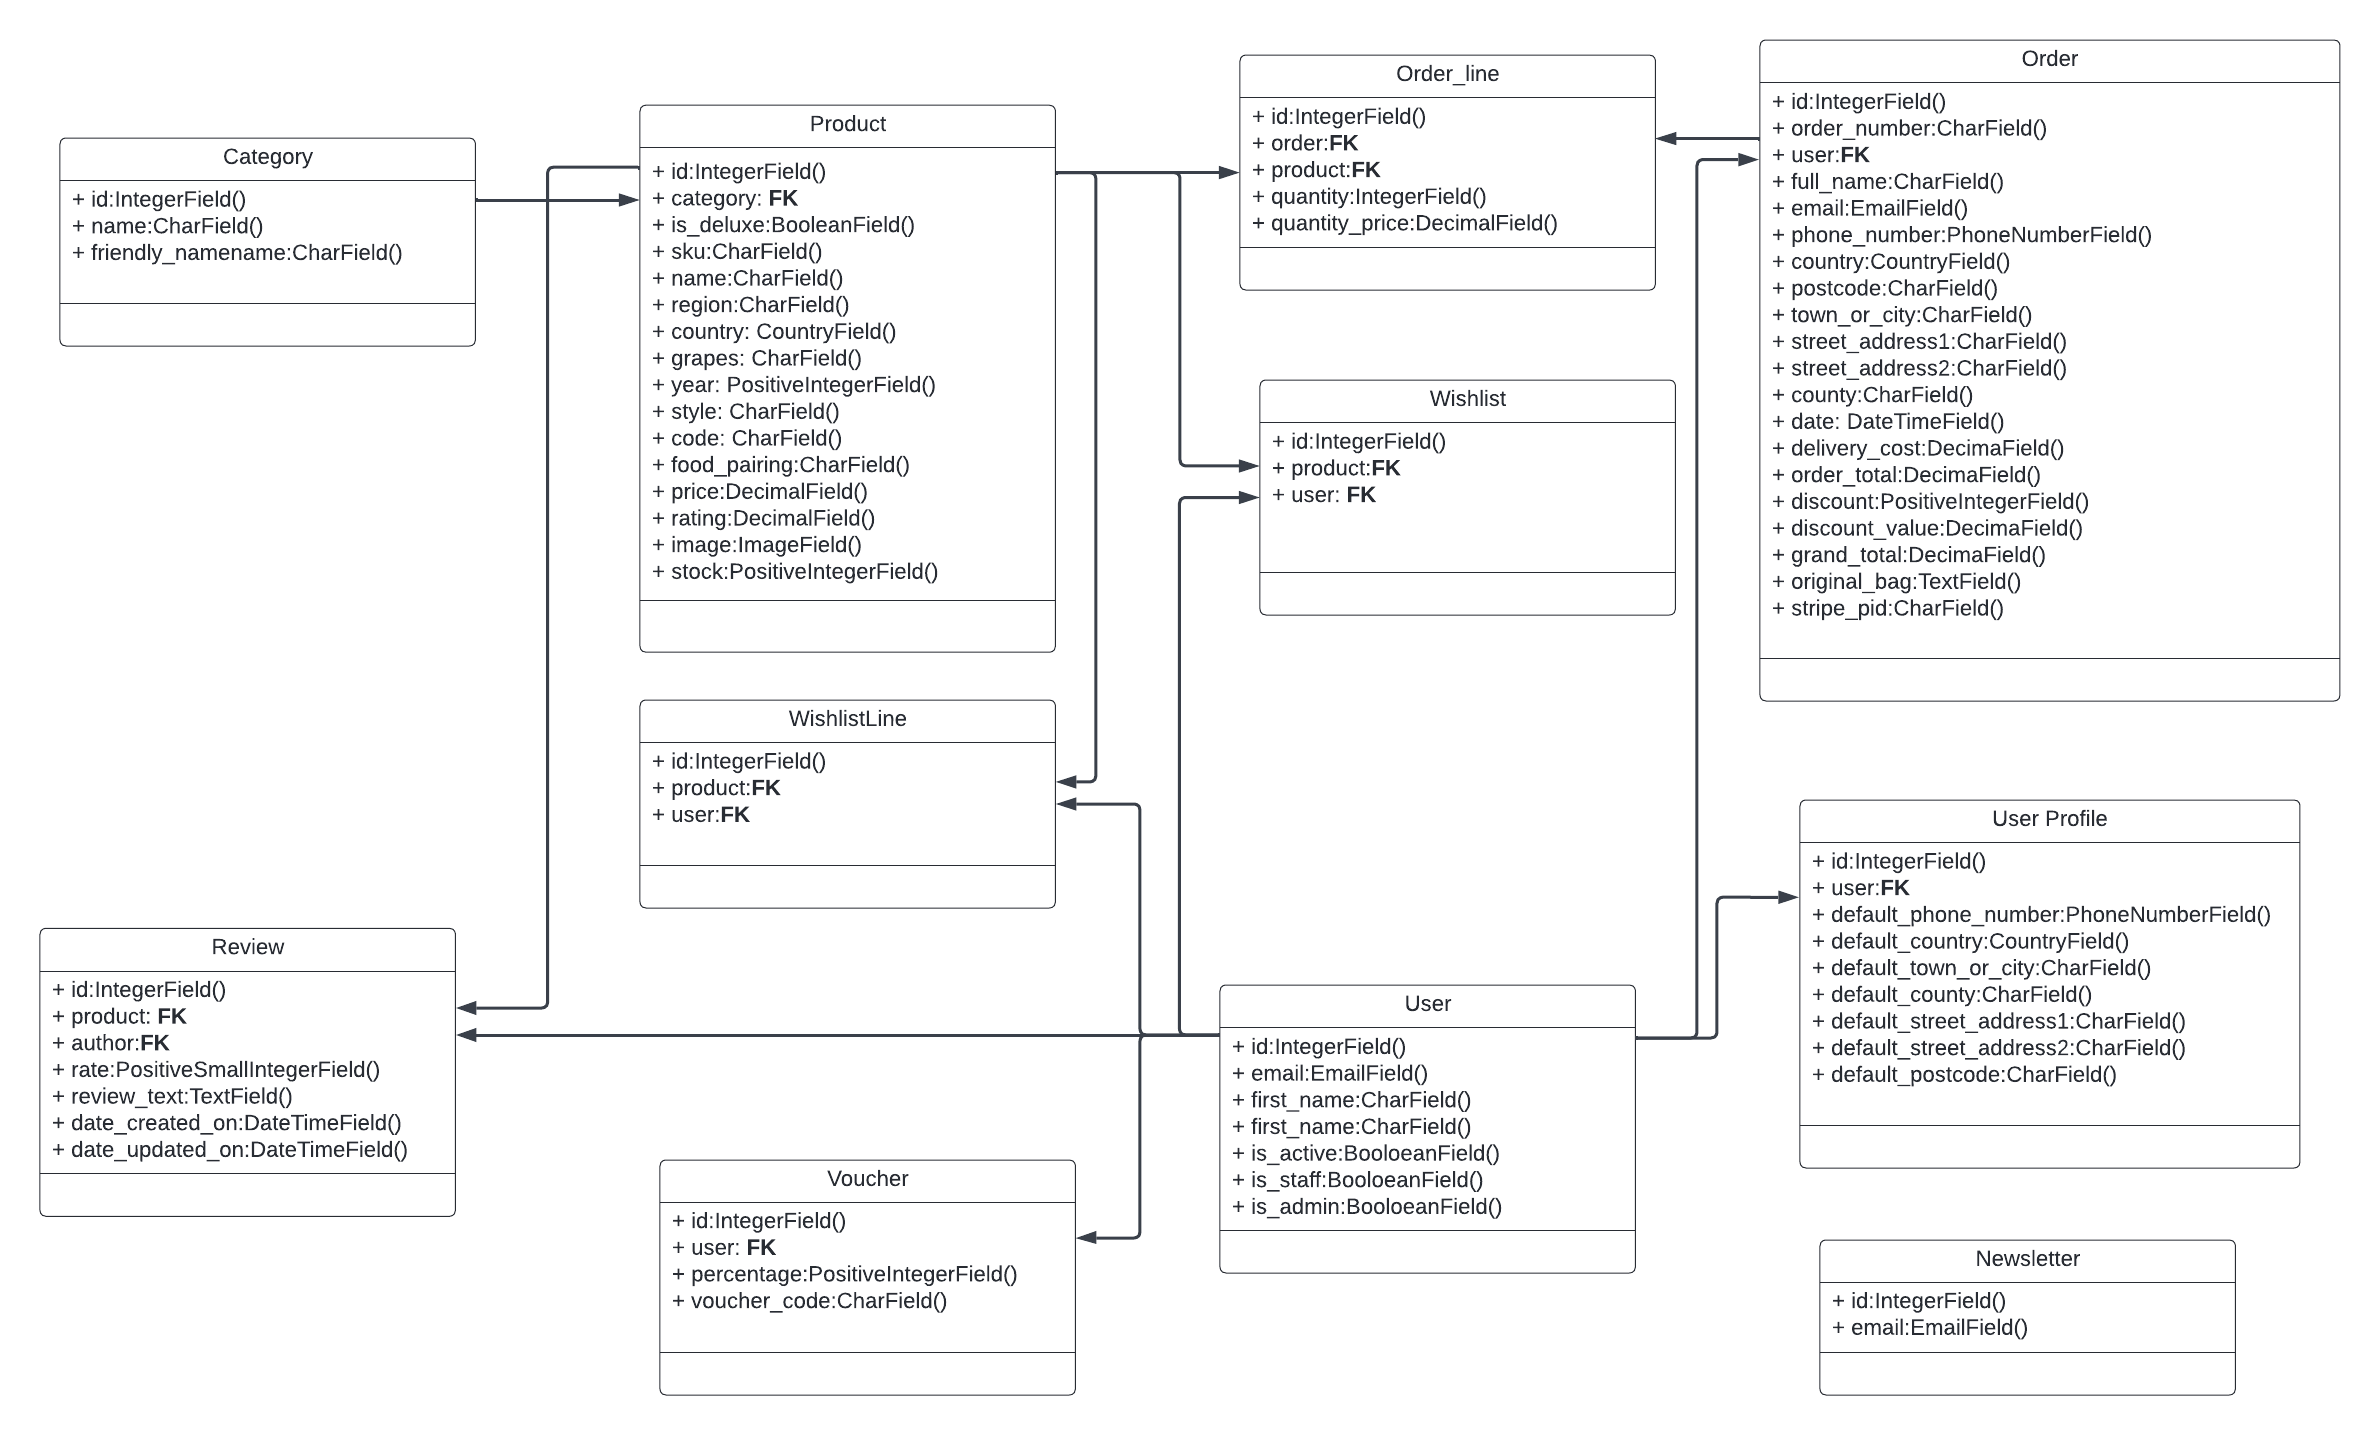 Category
+ id:IntegerField()
+ name:CharField()
+ friendly_namename:CharField()
Product
+ id:IntegerField()
+ category: FK
+ is_deluxe:BooleanField()
+ sku:CharField()
+ name:CharField()
+ region:CharField()
+ country: CountryField()
+ grapes: CharField()
+ year: PositiveIntegerField()
+ style: CharField()
+ code: CharField()
+ food_pairing:CharField()
+ price:DecimalField()
+ rating:DecimalField()
+ image:ImageField()
+ stock:PositiveIntegerField()
Order_line
+ id:IntegerField()
+ order:FK
+ product:FK
+ quantity:IntegerField()
+ quantity_price:DecimalField()
Order
+ id:IntegerField()
+ order_number:CharField()
+ user:FK
+ full_name:CharField()
+ email:EmailField()
+ phone_number:PhoneNumberField()
+ country:CountryField()
+ postcode:CharField()
+ town_or_city:CharField()
+ street_address1:CharField()
+ street_address2:CharField()
+ county:CharField()
+ date: DateTimeField()
+ delivery_cost:DecimaField()
+ order_total:DecimaField()
+ discount:PositiveIntegerField()
+ discount_value:DecimaField()
+ grand_total:DecimaField()
+ original_bag:TextField()
+ stripe_pid:CharField()
Wishlist
+ id:IntegerField()
+ product:FK
+ user: FK
WishlistLine
+ id:IntegerField()
+ product:FK
+ user:FK
User Profile
+ id:IntegerField()
+ user:FK
+ default_phone_number:PhoneNumberField()
+ default_country:CountryField()
+ default_town_or_city:CharField()
+ default_county:CharField()
+ default_street_address1:CharField()
+ default_street_address2:CharField()
+ default_postcode:CharField()
Review
+ id:IntegerField()
+ product: FK
+ author:FK
+ rate:PositiveSmallIntegerField()
+ review_text:TextField()
+ date_created_on:DateTimeField()
+ date_updated_on:DateTimeField()
User
+ id:IntegerField()
+ email:EmailField()
+ first_name:CharField()
+ first_name:CharField()
+ is_active:BooloeanField()
+ is_staff:BooloeanField()
+ is_admin:BooloeanField()
Voucher
+ id:IntegerField()
+ user: FK
+ percentage:PositiveIntegerField()
+ voucher_code:CharField()
Newsletter
+ id:IntegerField()
+ email:EmailField()